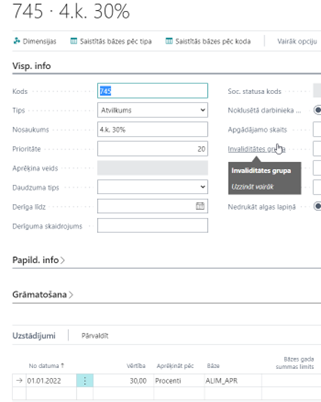 745 · 4.k. 30%
Dimensijas Saistītās bāzes pēc tipa Saistītās bāzes pēc koda Vairāk opciju
Visp. info
Kods 745
Tips Atvilkums
Nosaukums 4.k. 30%
Prioritāte 20
Aprēķina veids
Daudzuma tips
Derīga līdz
Derīguma skaidrojums
Soc. statusa kods
Noklusētā darbinieka ...
Apgādājamo skaits
Invaliditātes grupa
Invaliditātes grupa
Uzzināt vairāk
Nedrukāt algas lapiņā
Papild. info >
Grāmatošana >
Uzstādījumi Pārvaldīt
No datuma ↑ Vērtība Aprēķināt pēc Bāze Bāzes gada summas limits
→ 01.01.2022 30,00 Procenti ALIM_APR